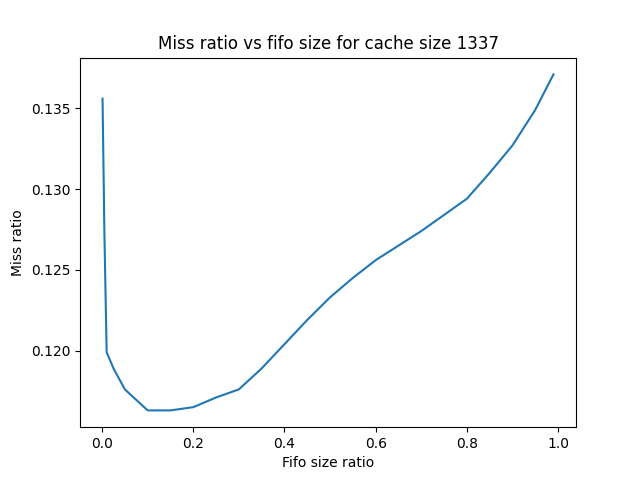 Miss ratio vs fifo size for cache size 1337
0.135
0.130
0.125
0.120
Miss ratio
0.0 0.2 0.4 0.6 0.8 1.0
Fifo size ratio